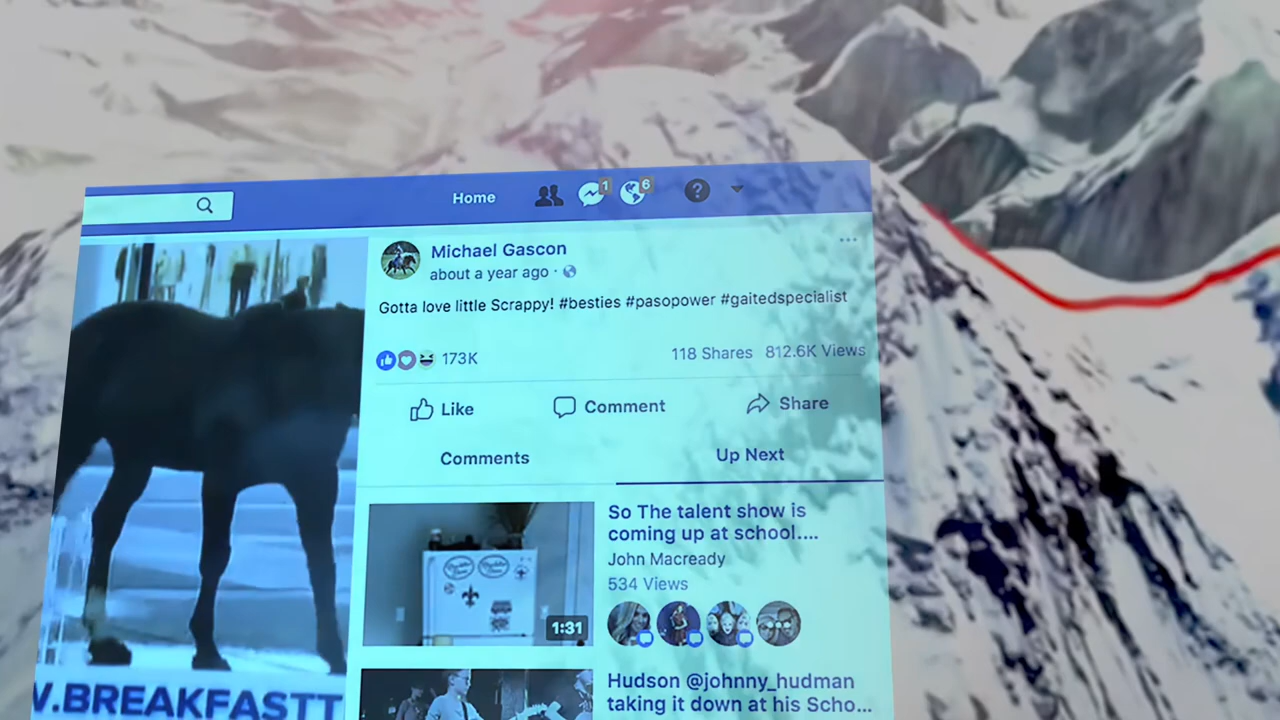 Home
1
6
?
Michael Gascon
about a year ago ·
Gotta love little Scrappy! #besties #pasopower #gaitedspecialist
173K
118 Shares 812.6K Views
Like
Comment
Share
Comments
Up Next
So The talent show is
coming up at school....
John Macready
534 Views
1:31
Hudson @johnny_hudman
taking it down at his Scho...
V.BREAKFASTT